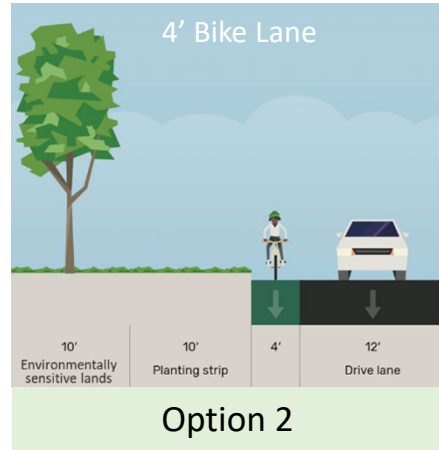 4’ Bike Lane
10’
Environmentally
sensitive lands
10’
Planting strip
4’
12’
Drive lane
Option 2